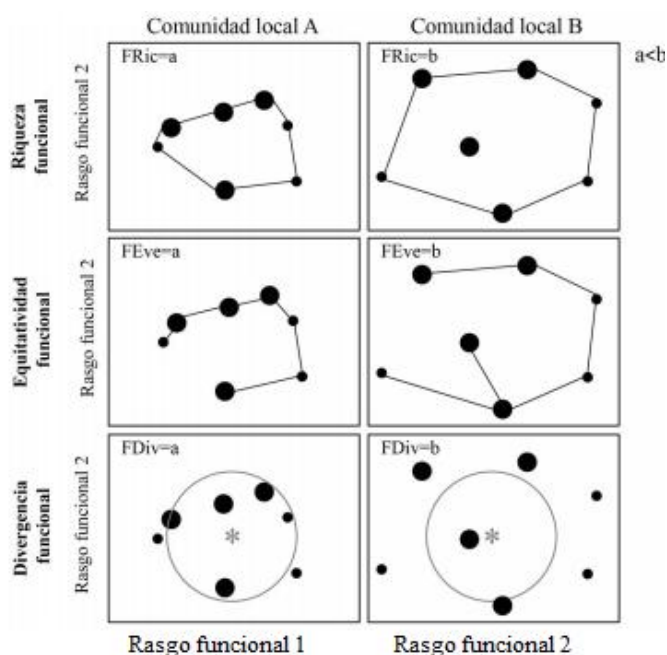 Comunidad local A
Comunidad local B
a<b
Riqueza
funcional
Rasgo funcional 2
FRic=a
FRic=b
Equitatividad
funcional
Rasgo funcional 2
FEve=a
FEve=b
Divergencia
funcional
Rasgo funcional 2
FDiv=a
*
FDiv=b
*
Rasgo funcional 1
Rasgo funcional 2